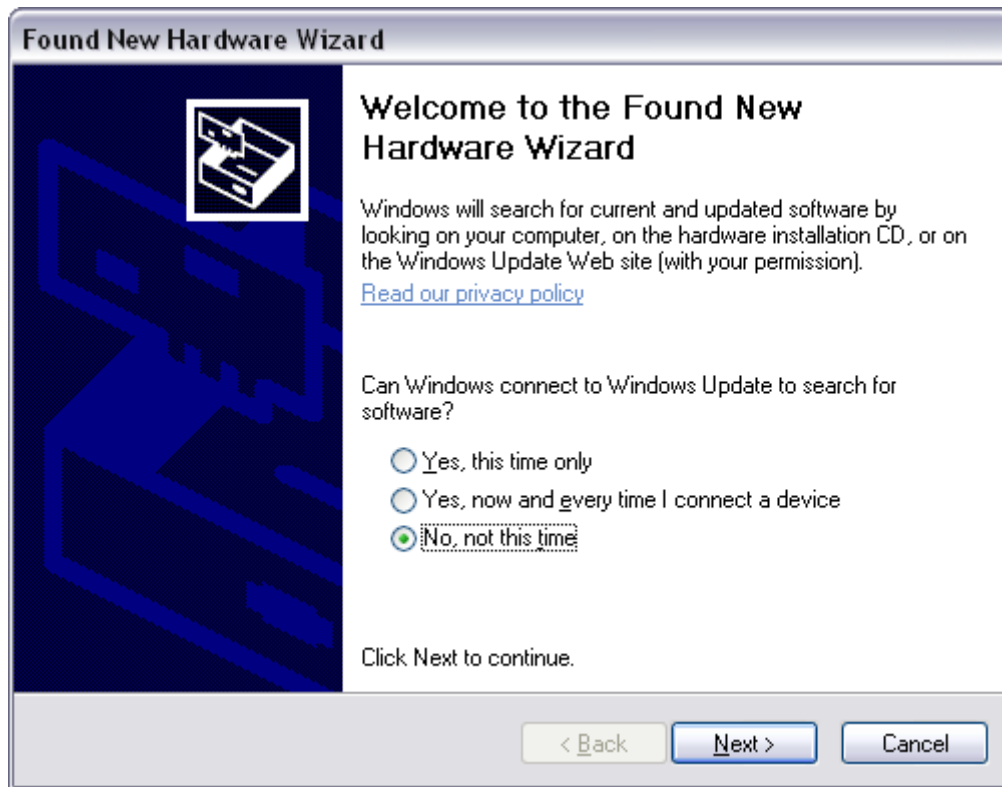 Found New Hardware Wizard
Welcome to the Found New
Hardware Wizard
Windows will search for current and updated software by
looking on your computer, on the hardware installation CD, or on
the Windows Update Web site (with your permission).
Read our privacy policy
Can Windows connect to Windows Update to search for
software?
Yes, this time only
Yes, now and every time I connect a device
No, not this time
Click Next to continue.
< Back
Next >
Cancel